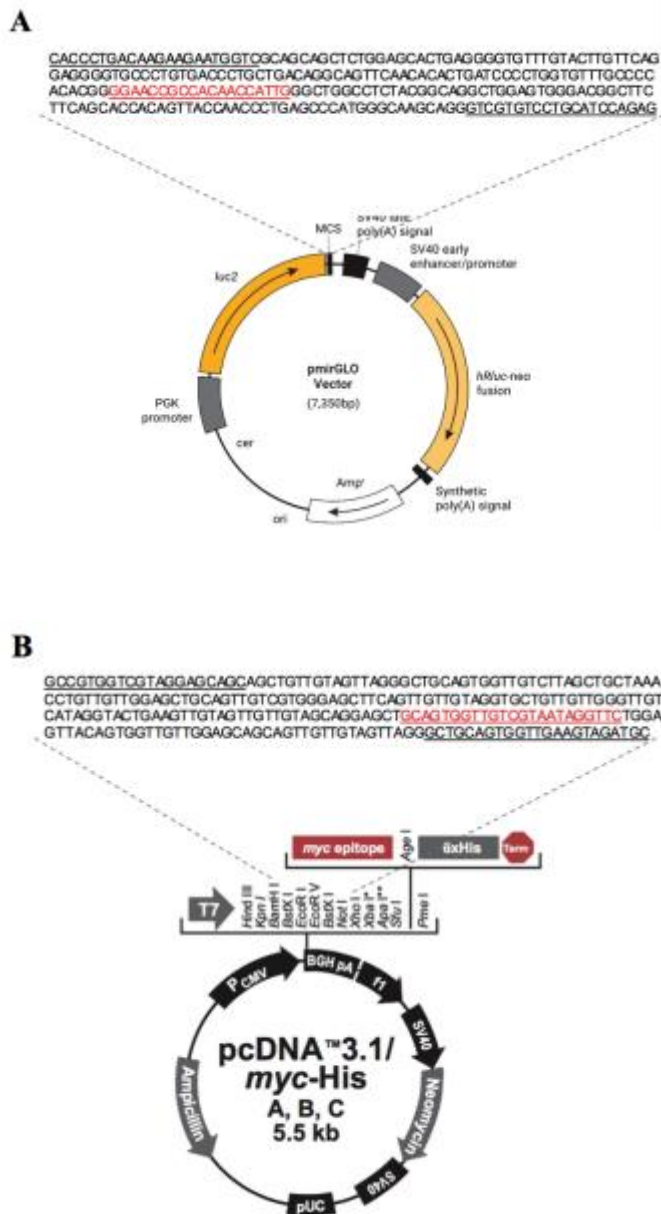 A
CACCCTGACAAGAAGAATGGTCGCAGCAGCTCTGGAGCACTGAGGGGTGTTTGTACTTGTTCAG
GAGGGGTGCCCTGTGACCCTGCTGACAGGCAGTTCAACACACTGATCCCCTGGTGTTTGCCCC
ACACGGGGAACCGCCACAACCATTGGGCTGGCCTCTACGGCAGGCTGGAGTGGGACGGCTTC
TTCAGCACCACAGTTACCAACCCTGAGCCCATGGGCAAGCAGGGTCGTGTCCTGCATCCAGAG
MCS
poly(A) signal
SV40 early
enhancer/promoter
luc2
pmirGLO
Vector
(7,350bp)
hRluc-neo
fusion
PGK
promoter
cer
Ampʳ
Synthetic
poly(A) signal
ori
B
GCCGTGGTCGTAGGAGCAGCAGCTGTTGTAGTTAGGGCTGCAGTGGTTGTCTTAGCTGCTAAA
CCTGTTGTTGGAGCTGCAGTTGTCGTGGGAGCTTCAGTTGTTGTAGGTGCTGTTGTTGGGTTGT
CATAGGTACTGAAGTTGTAGTTGTTGTAGCAGGAGCTGCAGTGGTTGTCGTAATAGGTTCTGGA
GTTACAGTGGTTGTTGGAGCAGCAGTTGTTGTAGTTAGGGCTGCAGTGGTTGAAGTAGATGC
myc epitope
Age I
6xHis
Term
T7
Hind III
Kpn I
BamH I
BstX I
EcoR I
EcoR V
BstX I
Not I
Xho I
Xba I*
Apa I**
Sfu I
Pme I
PCMV
BGH pA
f1
SV40
Neomycin
SV40
pUC
Ampicillin
pcDNA™3.1/
myc-His
A, B, C
5.5 kb